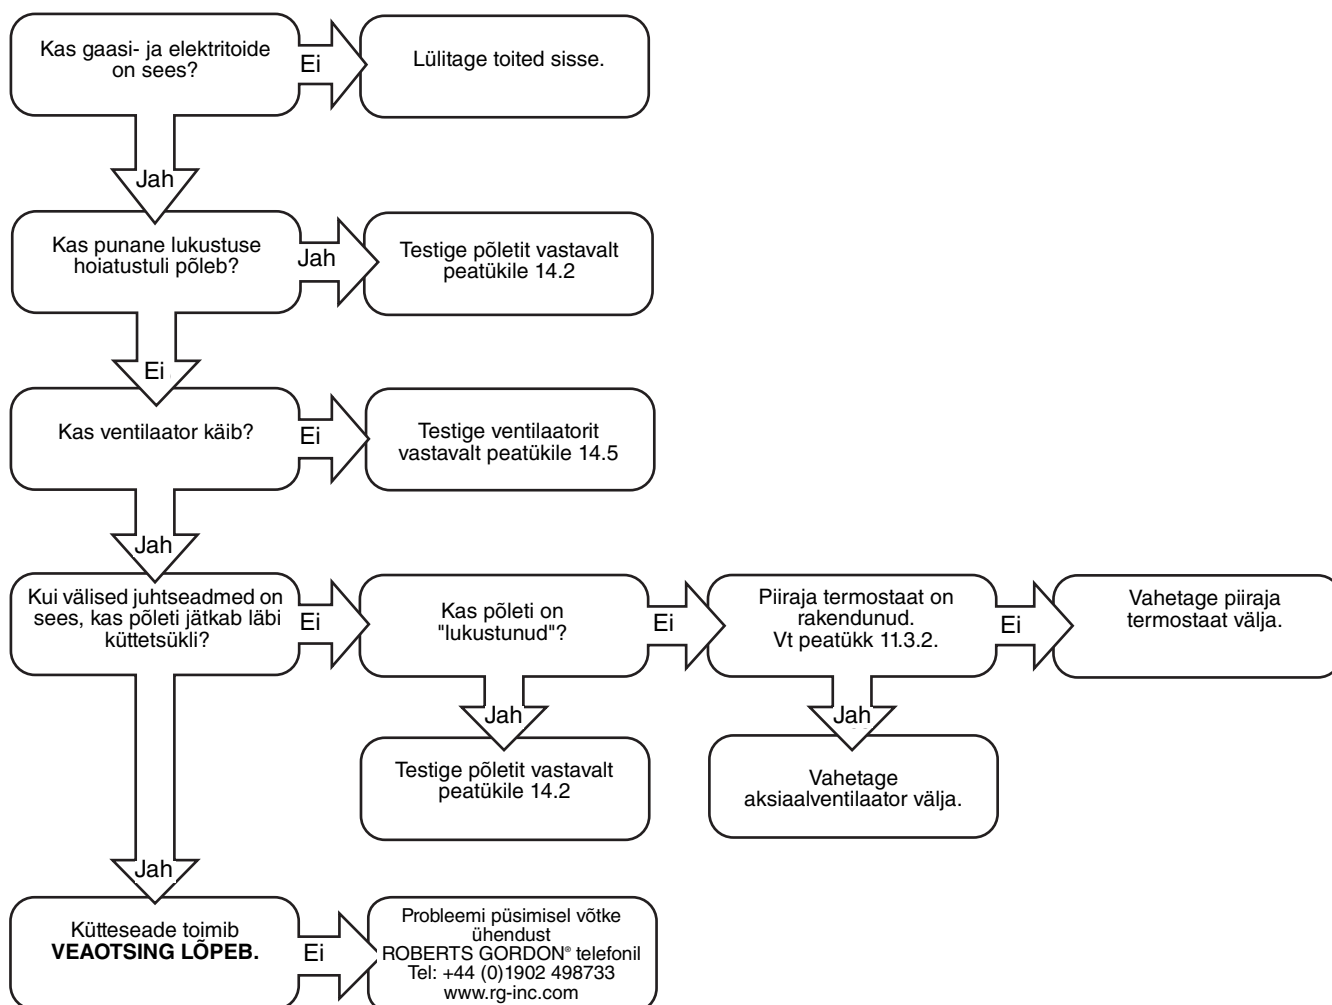 Kas gaasi- ja elektritoide
on sees?
Ei
Lülitage toited sisse.
Jah
Kas punane lukustuse
hoiatustuli põleb?
Jah
Testige põletit vastavalt
peatükile 14.2
Ei
Kas ventilaator käib?
Ei
Testige ventilaatorit
vastavalt peatükile 14.5
Jah
Kui välised juhtseadmed on
sees, kas põleti jätkab läbi
küttetsükli?
Ei
Kas põleti on
"lukustunud"?
Ei
Piiraja termostaat on
rakendunud.
Vt peatükk 11.3.2.
Ei
Vahetage piiraja
termostaat välja.
Jah
Testige põletit vastavalt
peatükile 14.2
Jah
Vahetage
aksiaalventilaator välja.
Jah
Kütteseade toimib
VEAOTSING LÕPEB.
Ei
Probleemi püsimisel võtke
ühendust
ROBERTS GORDON® telefonil
Tel: +44 (0)1902 498733
www.rg-inc.com